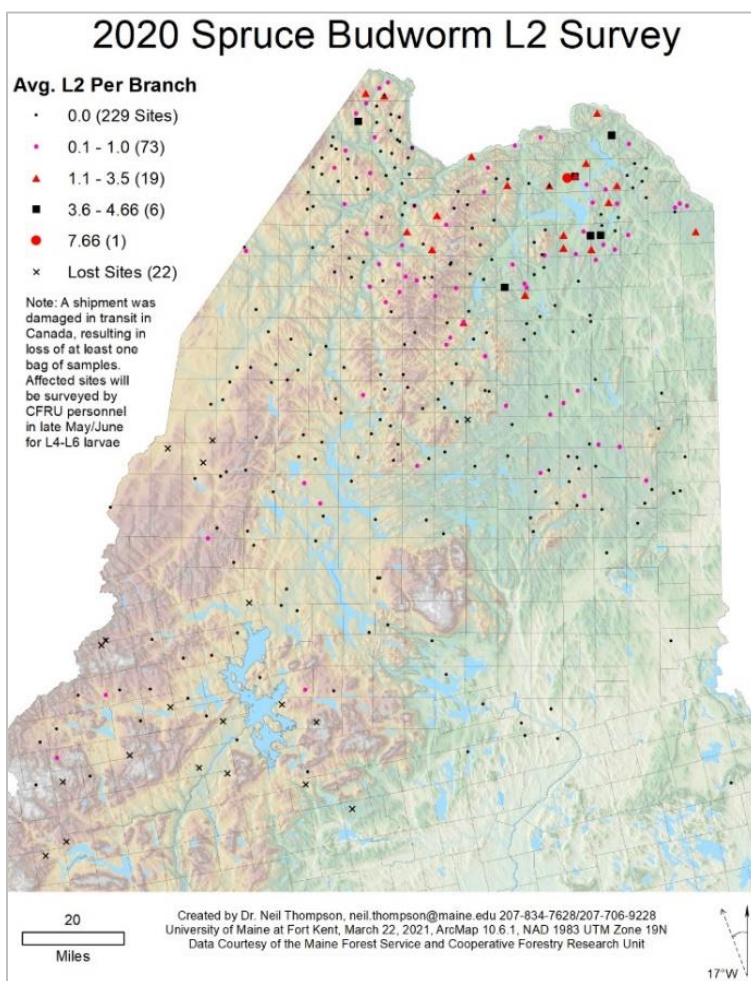 2020 Spruce Budworm L2 Survey
Avg. L2 Per Branch
0.0 (229 Sites)
0.1 - 1.0 (73)
1.1 - 3.5 (19)
3.6 - 4.66 (6)
7.66 (1)
Lost Sites (22)
Note: A shipment was
damaged in transit in
Canada, resulting in
loss of at least one
bag of samples.
Affected sites will
be surveyed by
CFRU personnel
in late May/June
for L4-L6 larvae
20
Miles
Created by Dr. Neil Thompson, neil.thompson@maine.edu 207-834-7628/207-706-9228
University of Maine at Fort Kent, March 22, 2021, ArcMap 10.6.1, NAD 1983 UTM Zone 19N
Data Courtesy of the Maine Forest Service and Cooperative Forestry Research Unit
17°W